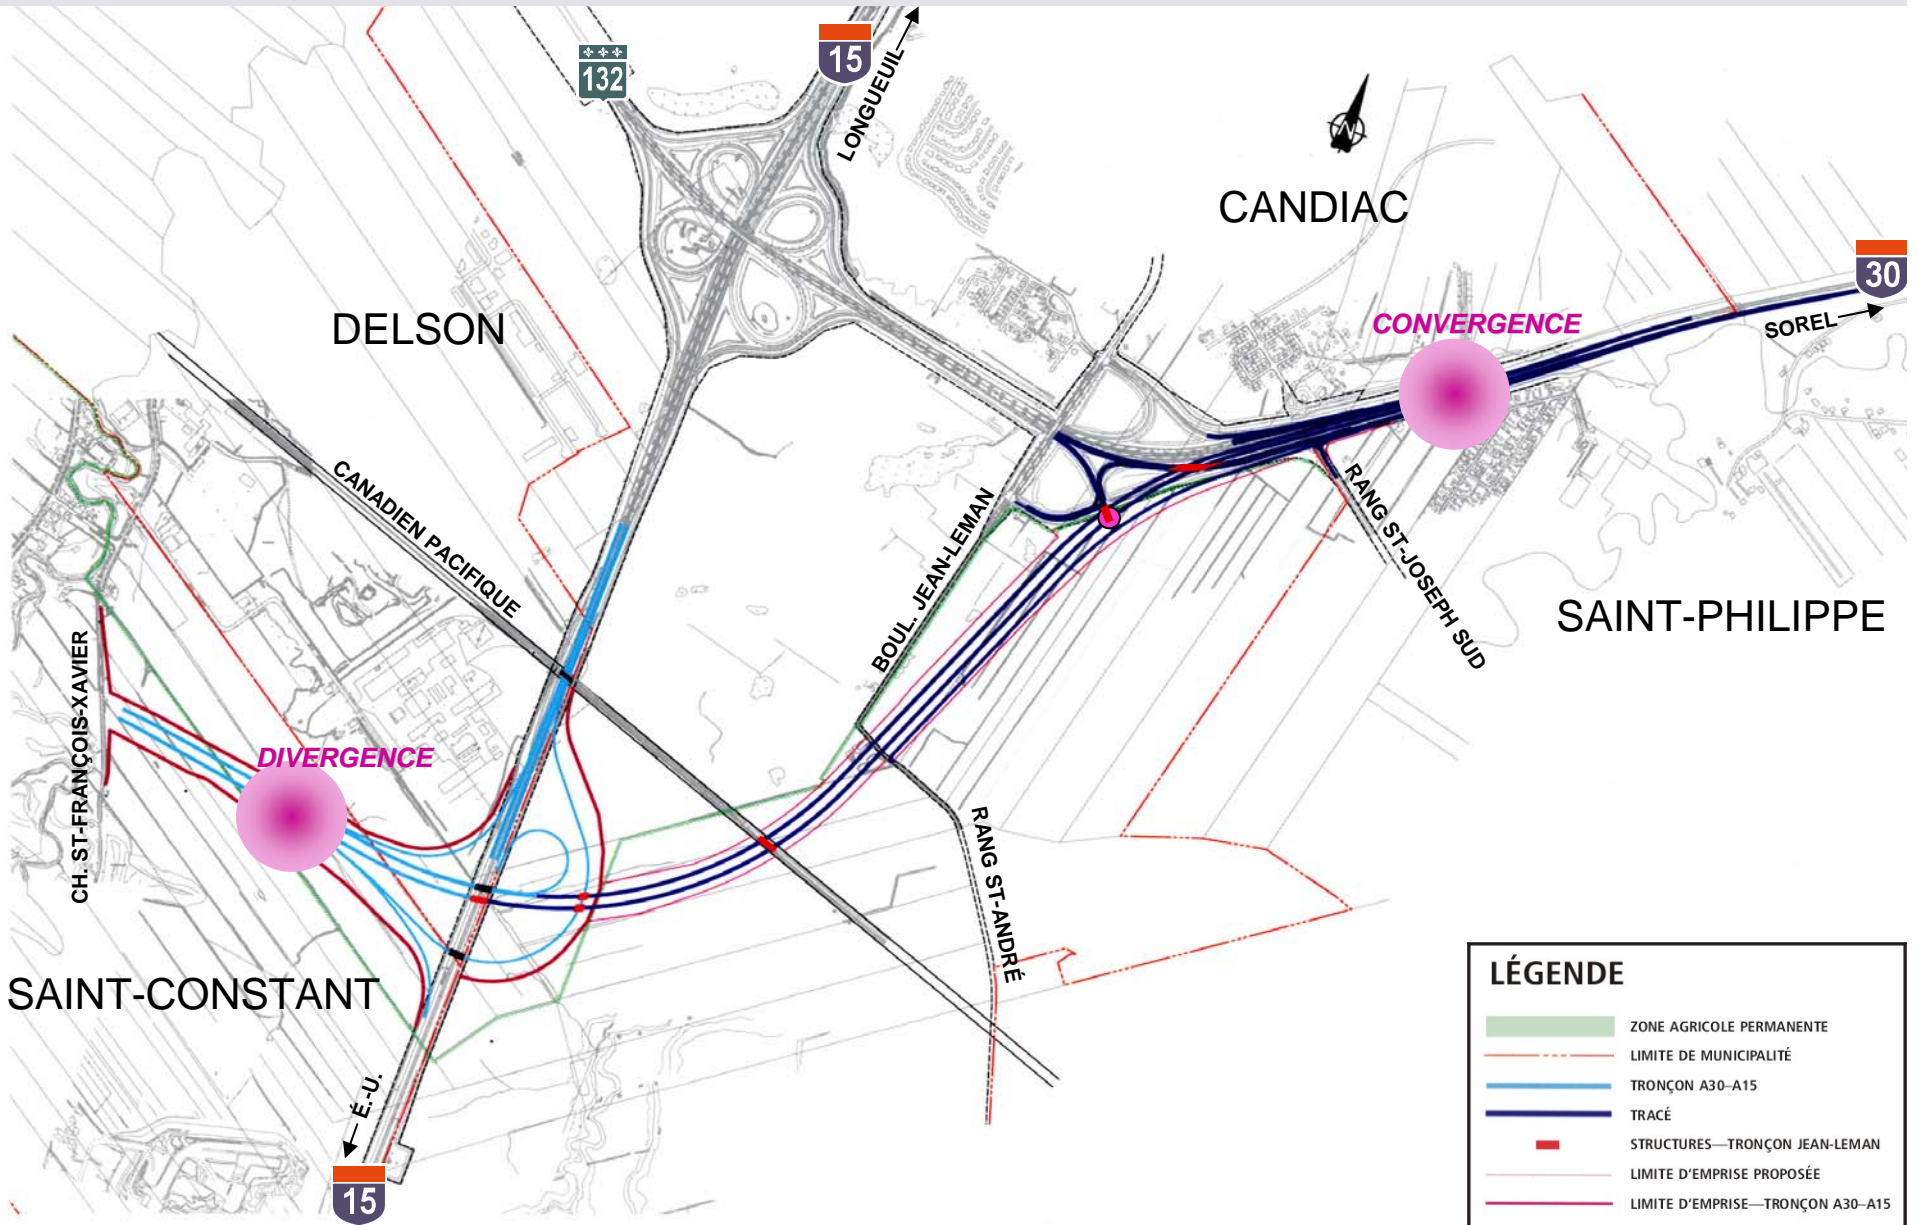 132
15
LONGUEUIL
CANDIAC
30
SOREL
CONVERGENCE
DELSON
CANADIEN PACIFIQUE
BOUL. JEAN-LEMAN
RANG ST-JOSEPH SUD
SAINT-PHILIPPE
CH. ST-FRANÇOIS-XAVIER
DIVERGENCE
RANG ST-ANDRÉ
SAINT-CONSTANT
É.-U.
15
N
LÉGENDE
ZONE AGRICOLE PERMANENTE
LIMITE DE MUNICIPALITÉ
TRONÇON A30–A15
TRACÉ
STRUCTURES—TRONÇON JEAN-LEMAN
LIMITE D'EMPRISE PROPOSÉE
LIMITE D'EMPRISE—TRONÇON A30–A15